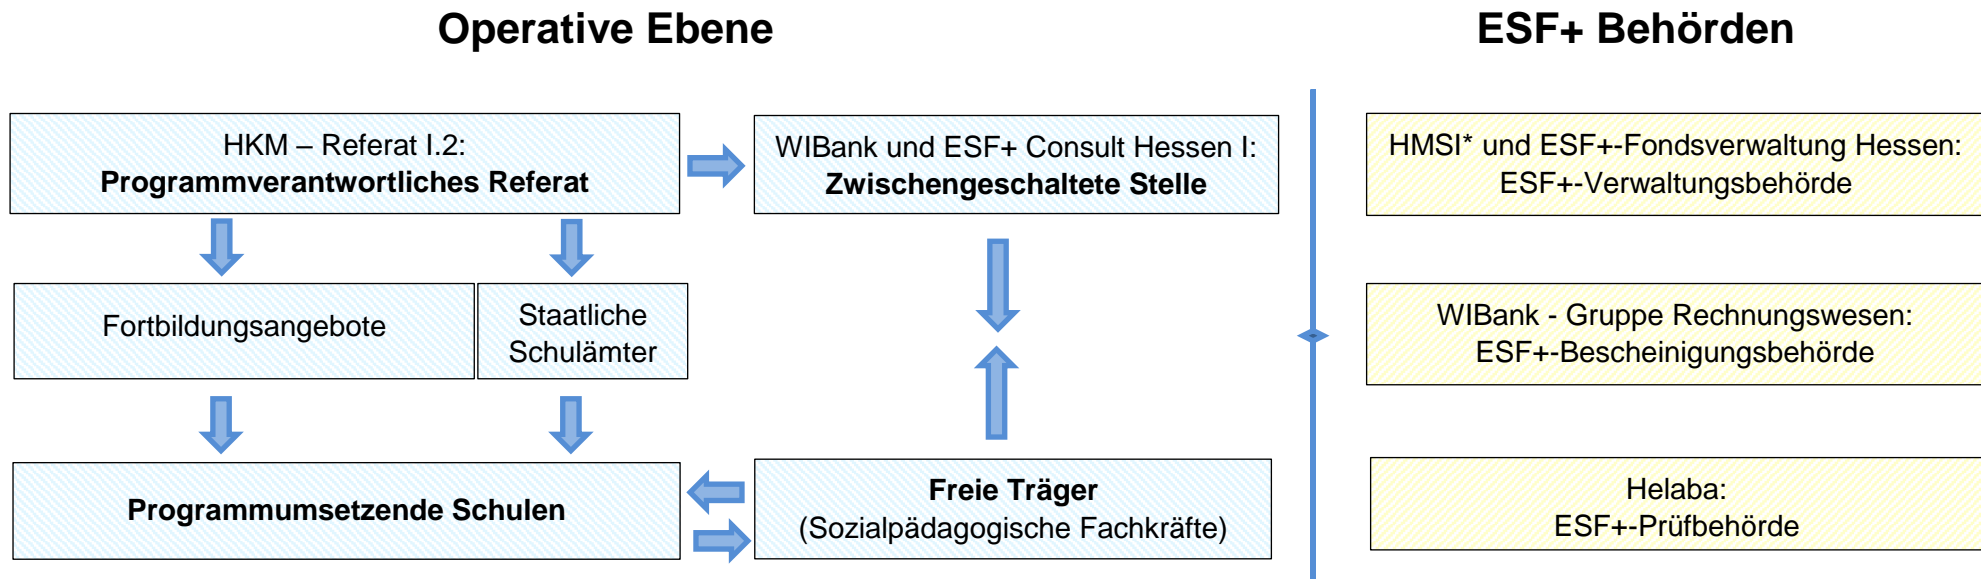 Operative Ebene
ESF+ Behörden
HKM – Referat I.2:
Programmverantwortliches Referat
WIBank und ESF+ Consult Hessen I:
Zwischengeschaltete Stelle
HMSI* und ESF+-Fondsverwaltung Hessen:
ESF+-Verwaltungsbehörde
Fortbildungsangebote
Staatliche
Schulämter
WIBank - Gruppe Rechnungswesen:
ESF+-Bescheinigungsbehörde
Programmumsetzende Schulen
Freie Träger
(Sozialpädagogische Fachkräfte)
Helaba:
ESF+-Prüfbehörde